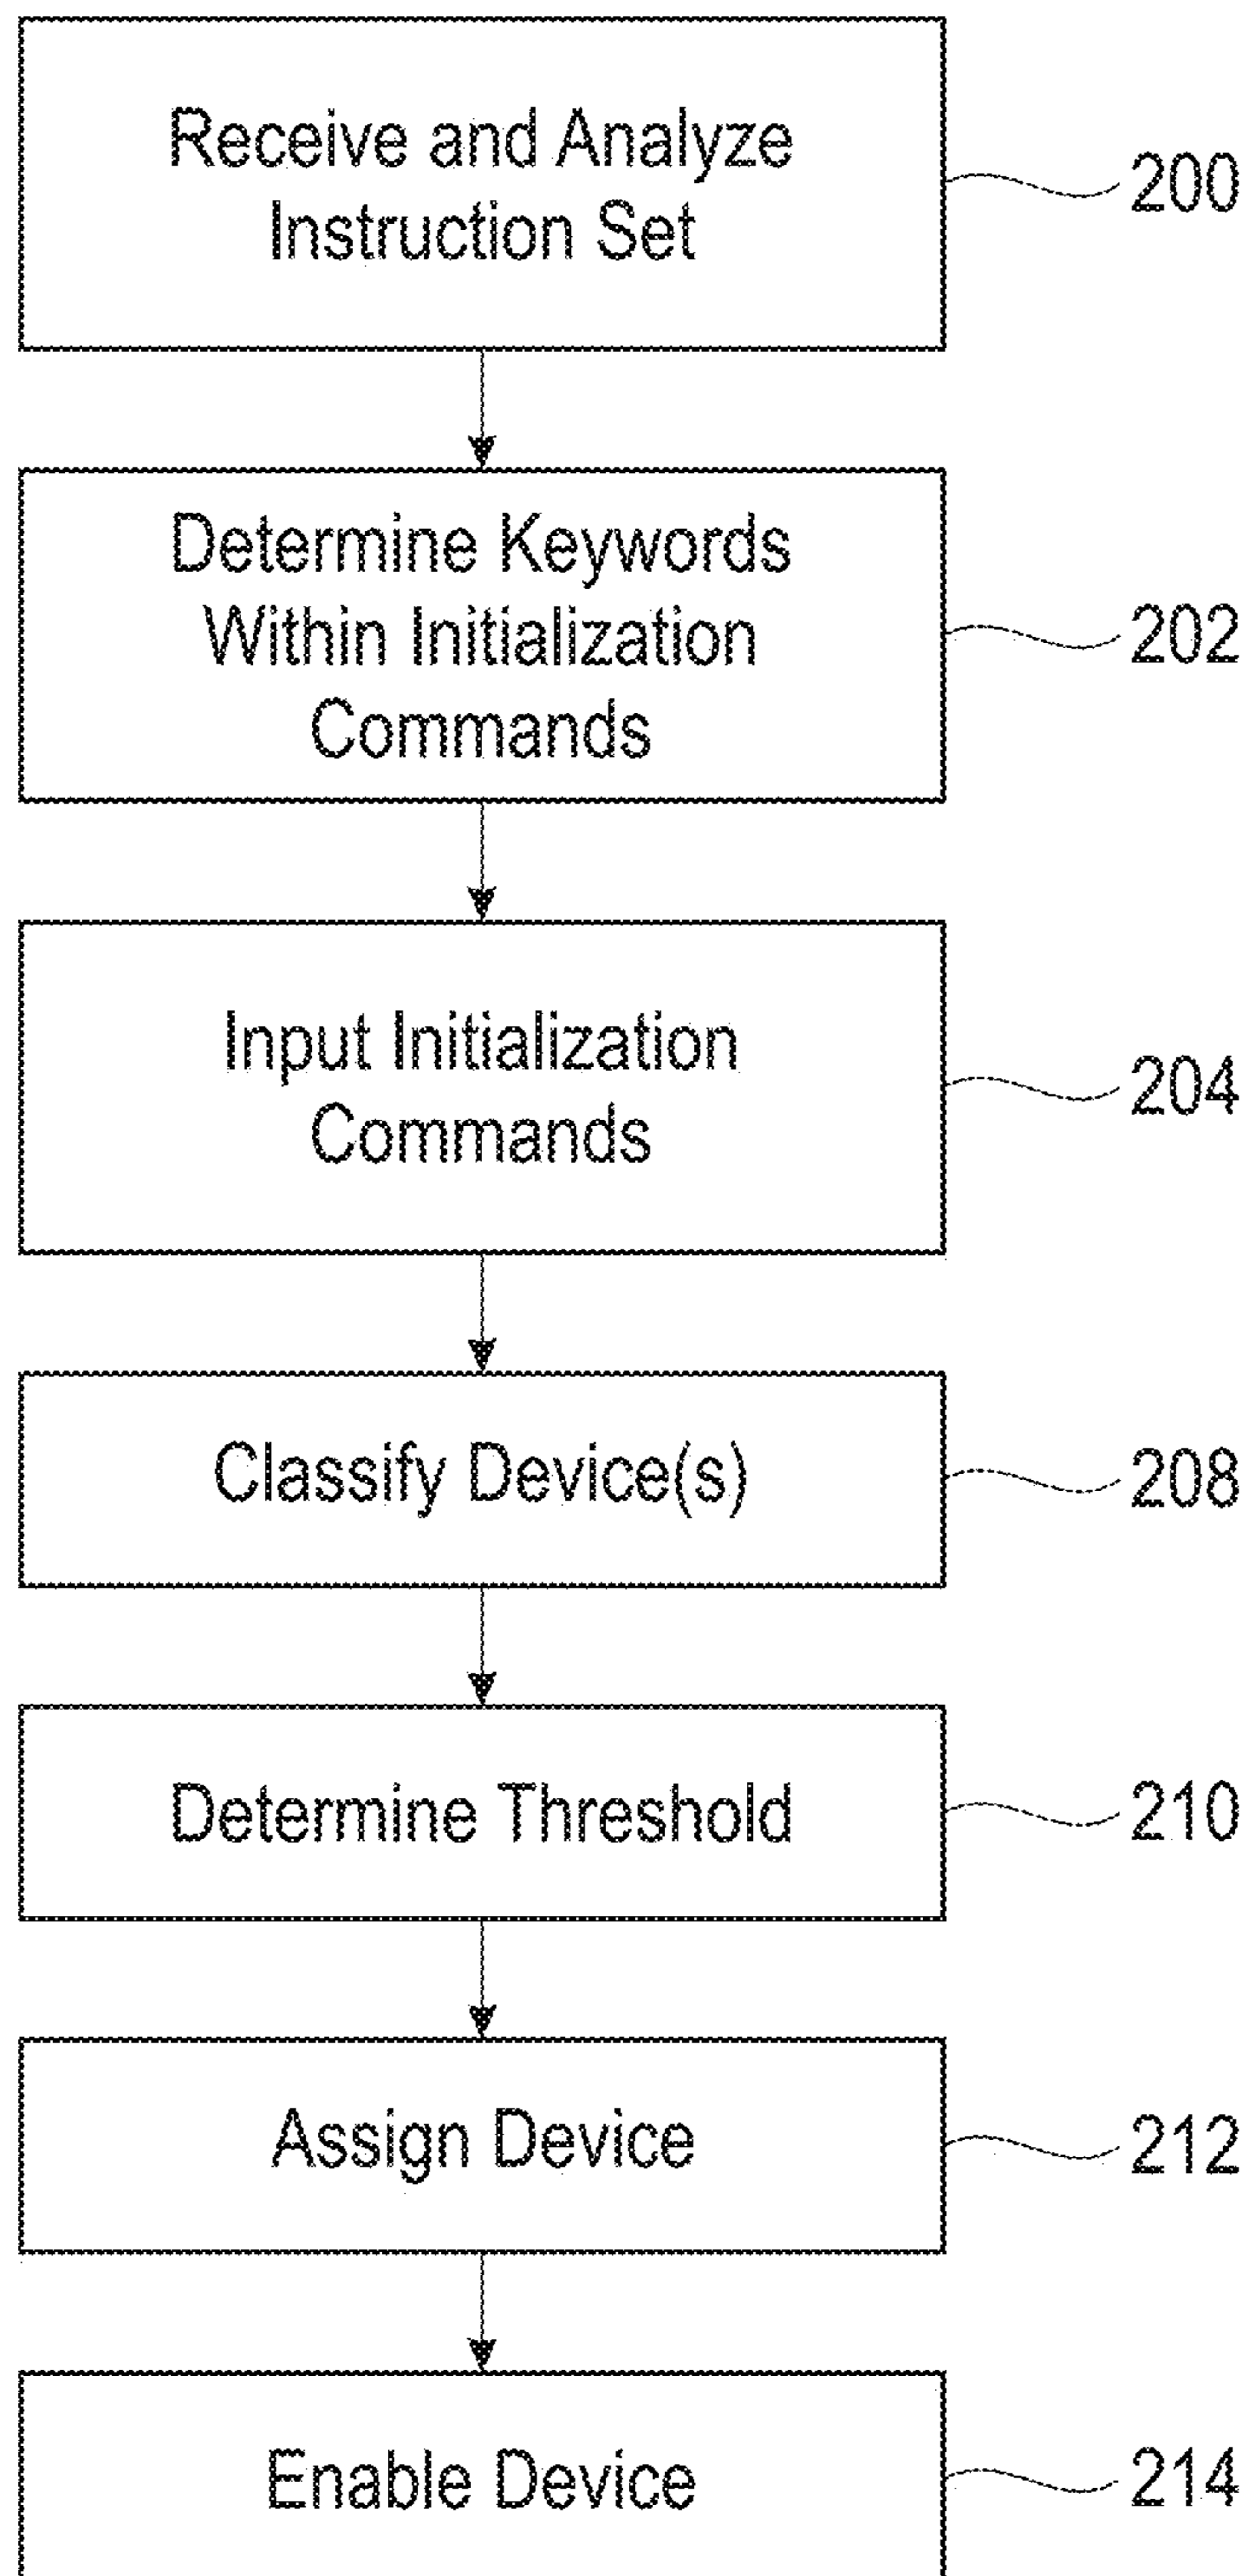 Receive and Analyze
Instruction Set
200
Determine Keywords
Within Initialization
Commands
202
Input Initialization
Commands
204
Classify Device(s)
208
Determine Threshold
210
Assign Device
212
Enable Device
214